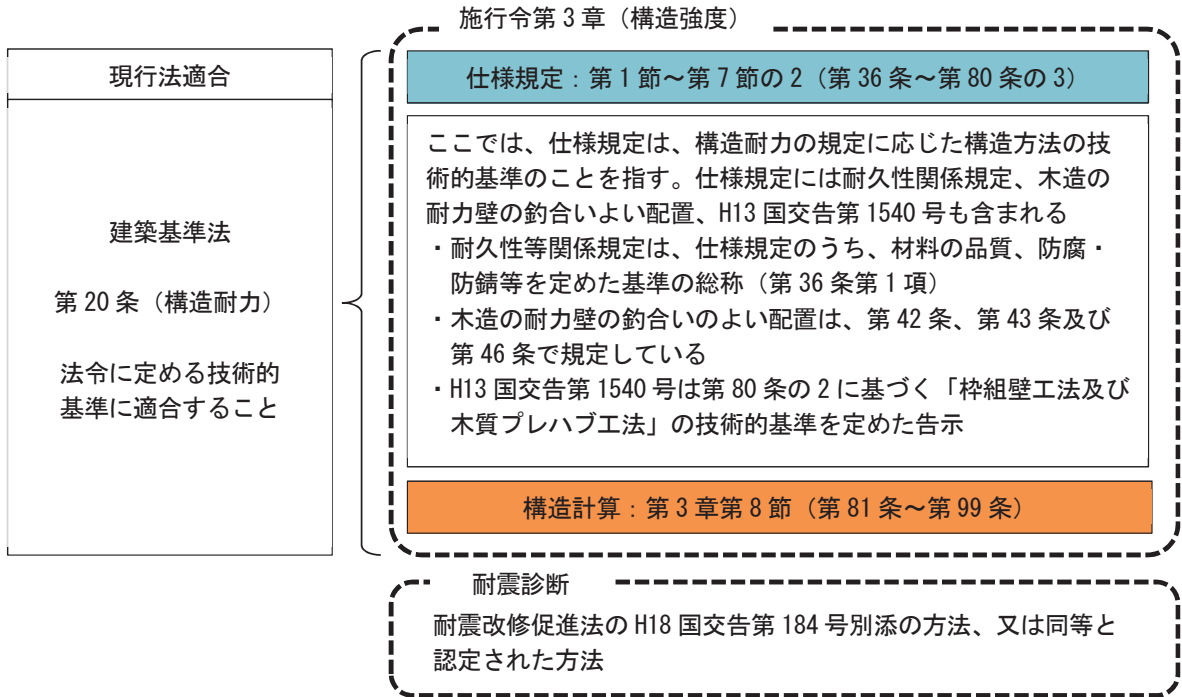 施行令第3章（構造強度）
現行法適合
建築基準法
第20条（構造耐力）
法令に定める技術的
基準に適合すること
仕様規定：第1節～第7節の2（第36条～第80条の3）
ここでは、仕様規定は、構造耐力の規定に応じた構造方法の技
術的基準のことを指す。仕様規定には耐久性関係規定、木造の
耐力壁の釣合いよい配置、H13国交告第1540号も含まれる
・耐久性等関係規定は、仕様規定のうち、材料の品質、防腐・
防錆等を定めた基準の総称（第36条第1項）
・木造の耐力壁の釣合いのよい配置は、第42条、第43条及び
第46条で規定している
・H13国交告第1540号は第80条の2に基づく「枠組壁工法及び
木質プレハブ工法」の技術的基準を定めた告示
構造計算：第3章第8節（第81条～第99条）
耐震診断
耐震改修促進法のH18国交告第184号別添の方法、又は同等と
認定された方法